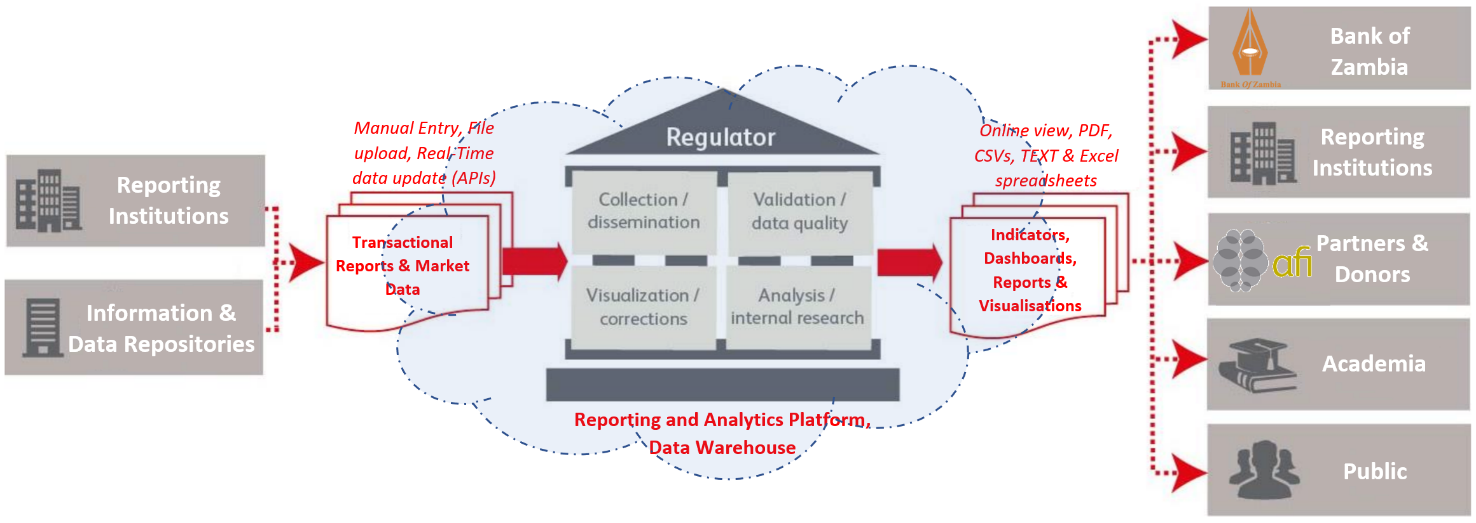 Reporting
Institutions
Information &
Data Repositories
Manual Entry, File
upload, Real-Time
data update (APIs)
Transactional
Reports & Market
Data
Regulator
Collection /
dissemination
Validation /
data quality
Visualization /
corrections
Analysis /
internal research
Reporting and Analytics Platform,
Data Warehouse
Online view, PDF,
CSVs, TEXT & Excel
spreadsheets
Indicators,
Dashboards,
Reports &
Visualisations
Bank Of Zambia
Bank of
Zambia
Reporting
Institutions
afi
Partners &
Donors
Academia
Public